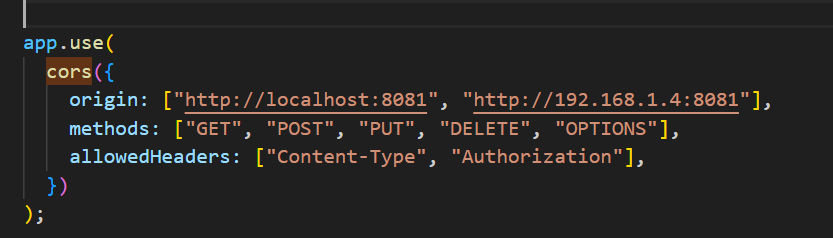 app.use(
  cors({
    origin: ["http://localhost:8081", "http://192.168.1.4:8081"],
    methods: ["GET", "POST", "PUT", "DELETE", "OPTIONS"],
    allowedHeaders: ["Content-Type", "Authorization"],
  })
);